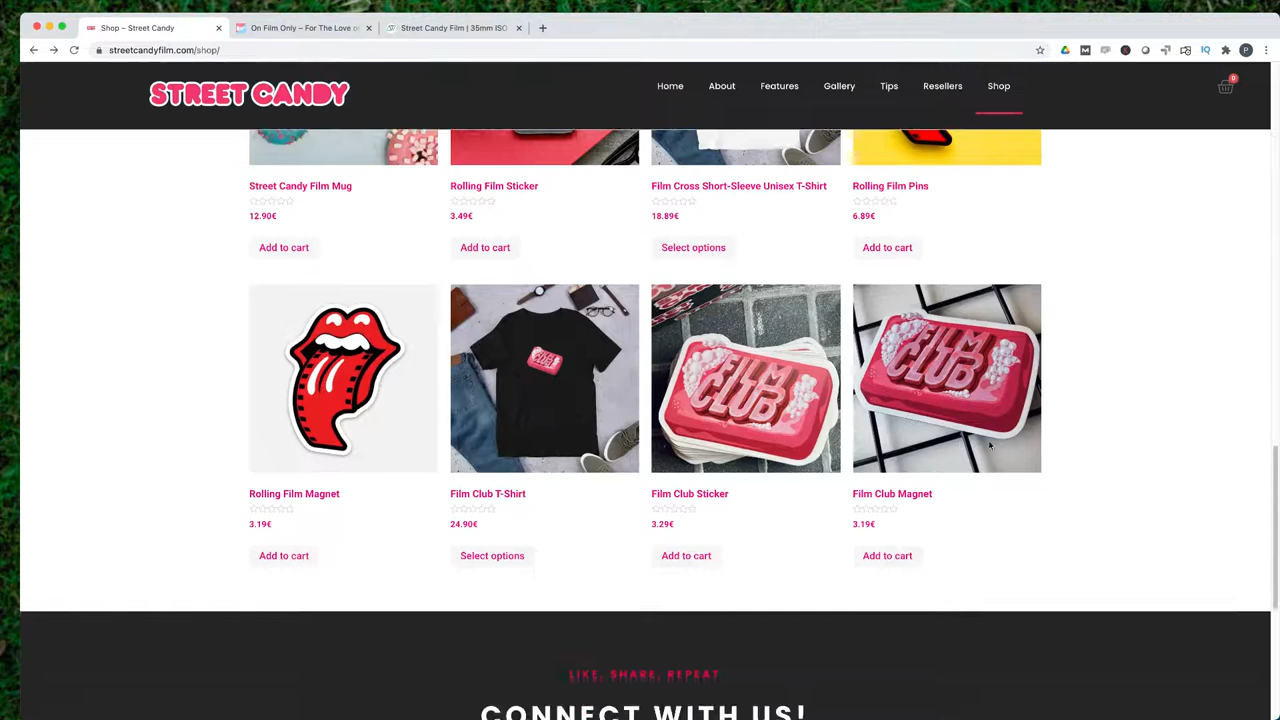 Shop – Street Candy
On Film Only – For The Love o
Street Candy Film | 35mm ISO
streetcandyfilm.com/shop/
P
STREET CANDY
Home
About
Features
Gallery
Tips
Resellers
Shop
0
Street Candy Film Mug
Rolling Film Sticker
Film Cross Short-Sleeve Unisex T-Shirt
Rolling Film Pins
12.90€
3.49€
18.89€
6.89€
Add to cart
Add to cart
Select options
Add to cart
FILM CLUB
FILM
CLUB
FILM
CLUB
Rolling Film Magnet
Film Club T-Shirt
Film Club Sticker
Film Club Magnet
3.19€
24.90€
3.29€
3.19€
Add to cart
Select options
Add to cart
Add to cart
LIKE, SHARE, REPEAT
CONNECT WITH US!